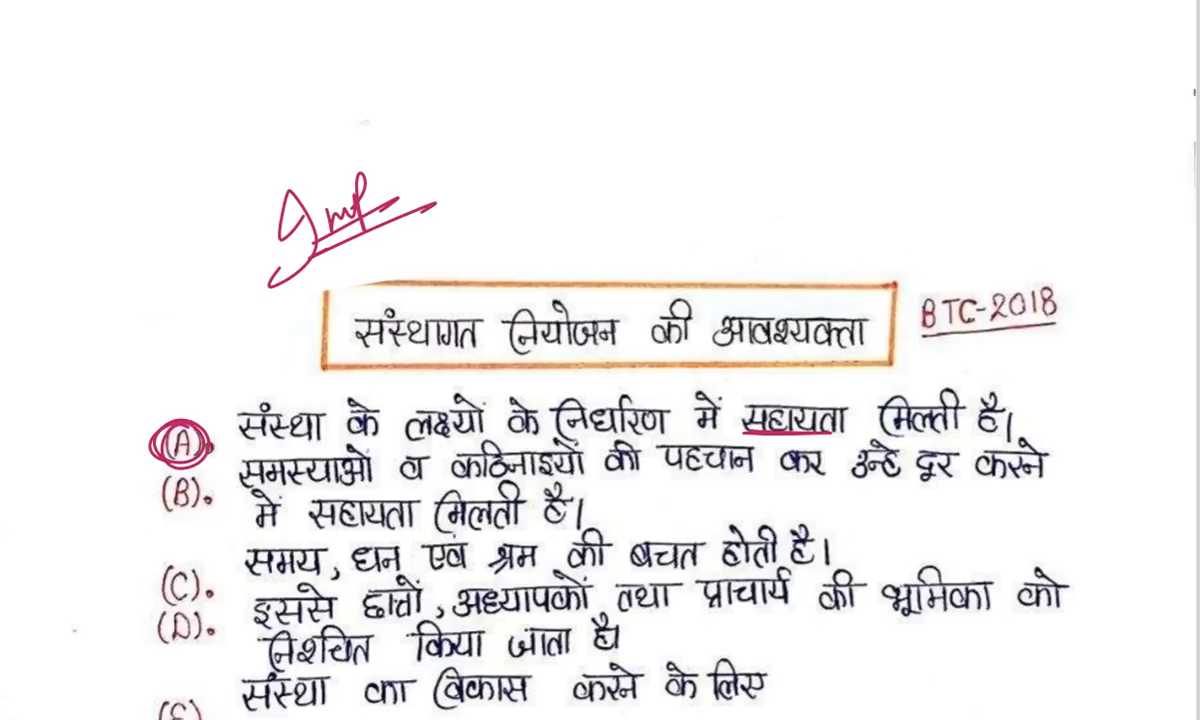 Imp
संस्थागत नियोजन की आवश्यक्ता
BTC-2018
(A). संस्था के लक्ष्यों के निर्धारण में सहायता मिलती है।
(B). समस्याओं व कठिनाइयों की पहचान कर उन्हे दूर करने
में सहायता मिलती है।
(C). समय, धन एवं श्रम की बचत होती है।
(D). इससे छात्रों, अध्यापकों, तथा प्राचार्य की भूमिका को
निश्चित किया जाता है।
(E) संस्था का विकास करने के लिए